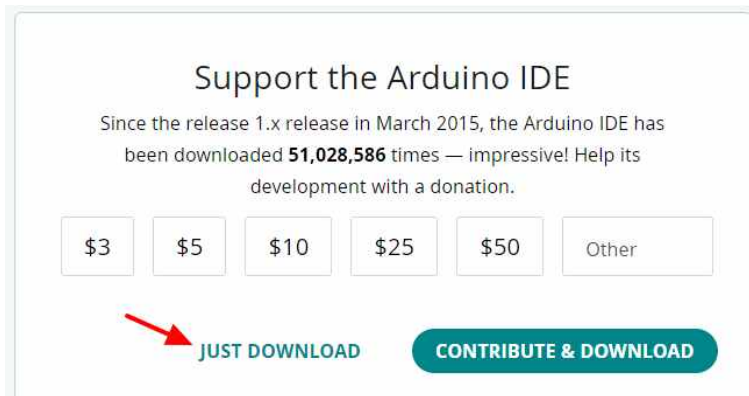 Support the Arduino IDE
Since the release 1.x release in March 2015, the Arduino IDE has
been downloaded 51,028,586 times — impressive! Help its
development with a donation.
$3 $5 $10 $25 $50 Other
JUST DOWNLOAD CONTRIBUTE & DOWNLOAD